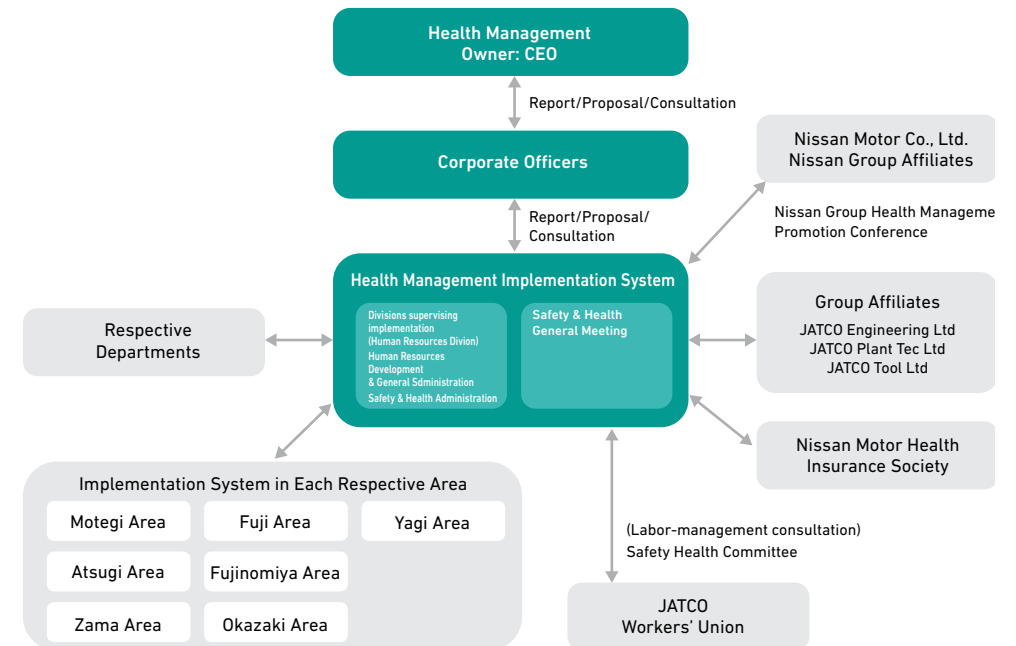 Health Management
Owner: CEO
Report/Proposal/Consultation
Corporate Officers
Report/Proposal/
Consultation
Nissan Motor Co., Ltd.
Nissan Group Affiliates
Nissan Group Health Manageme
Promotion Conference
Health Management Implementation System
Divisions supervising
implementation
(Human Resources Divion)
Human Resources
Development
& General Sdministration
Safety & Health Administration
Safety & Health
General Meeting
Respective
Departments
Group Affiliates
JATCO Engineering Ltd
JATCO Plant Tec Ltd
JATCO Tool Ltd
Nissan Motor Health
Insurance Society
Implementation System in Each Respective Area
Motegi Area
Fuji Area
Yagi Area
Atsugi Area
Fujinomiya Area
Zama Area
Okazaki Area
(Labor-management consultation)
Safety Health Committee
JATCO
Workers’ Union